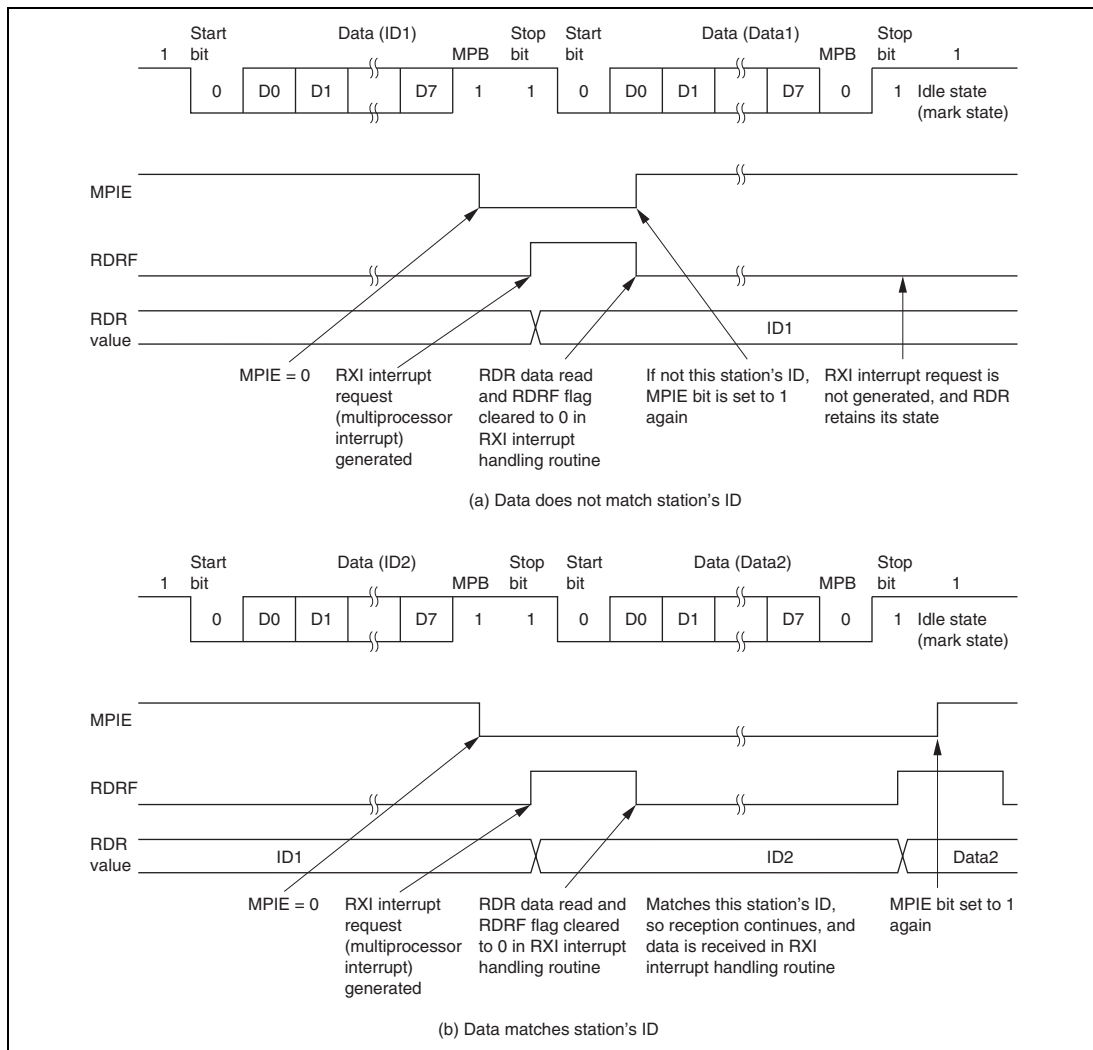 Start
bit
Data (ID1)
Stop
bit
Start
bit
Data (Data1)
Stop
bit
1
MPB
MPB
1
0
D0
D1
D7
1
1
0
D0
D1
D7
0
1
Idle state
(mark state)
MPIE
RDRF
RDR
value
ID1
MPIE = 0
RXI interrupt
request
(multiprocessor
interrupt)
generated
RDR data read
and RDRF flag
cleared to 0 in
RXI interrupt
handling routine
If not this station's ID,
MPIE bit is set to 1
again
RXI interrupt request is
not generated, and RDR
retains its state
(a) Data does not match station's ID
Start
bit
Data (ID2)
Stop
bit
Start
bit
Data (Data2)
Stop
bit
1
MPB
MPB
1
0
D0
D1
D7
1
1
0
D0
D1
D7
0
1
Idle state
(mark state)
MPIE
RDRF
RDR
value
ID1
ID2
Data2
MPIE = 0
RXI interrupt
request
(multiprocessor
interrupt)
generated
RDR data read and
RDRF flag cleared
to 0 in RXI interrupt
handling routine
Matches this station's ID,
so reception continues, and
data is received in RXI
interrupt handling routine
MPIE bit set to 1
again
(b) Data matches station's ID